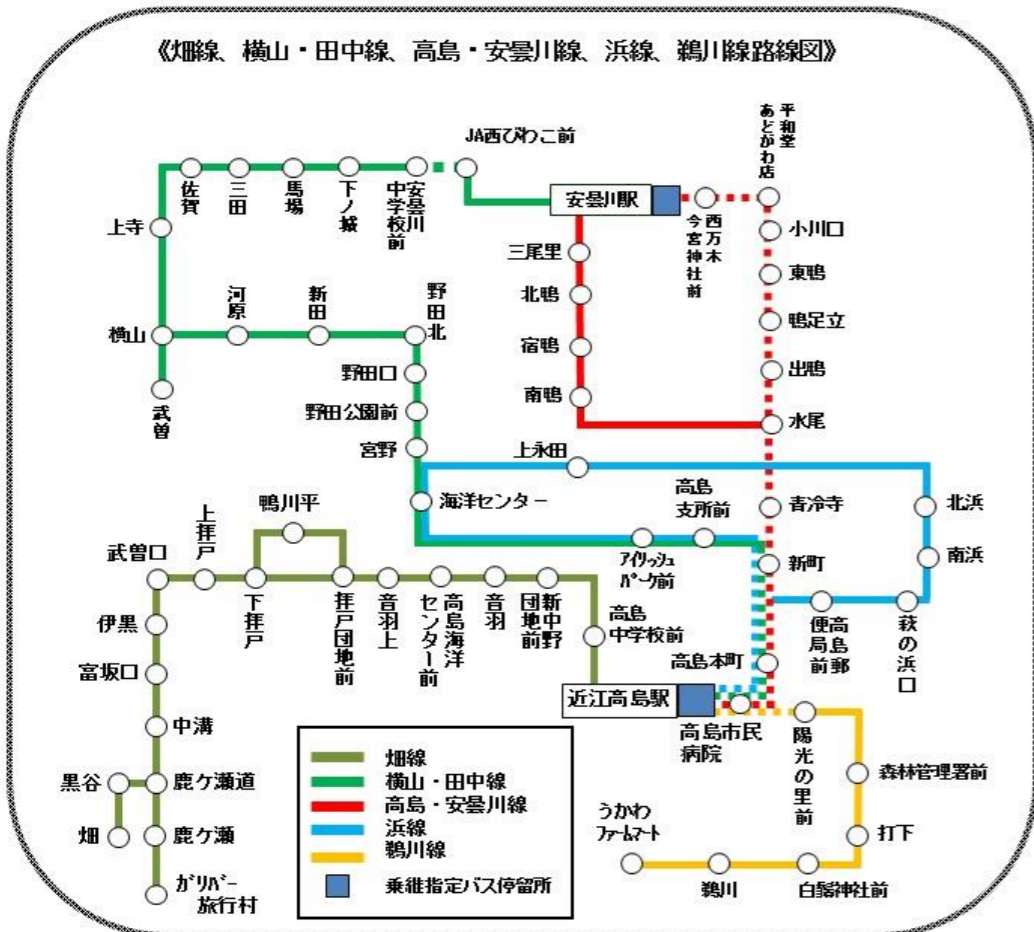 《畑線、横山・田中線、高島・安曇川線、浜線、鵜川線路線図》
JA西びわこ前
平和堂
あどがわ店
佐賀
三田
馬場
下ノ城
安曇川
中学校前
安曇川駅
西万木
今宮神社前
小川口
上寺
三尾里
東鴨
河原
新田
野田北
北鴨
鴨足立
横山
宿鴨
野田口
出鴨
武曽
野田公園前
南鴨
水尾
宮野
上永田
海洋センター
高島
支所前
青冷寺
北浜
鴨川平
上拝戸
武曽口
アイリッシュ
パーク前
新町
南浜
下拝戸
拝戸団地前
音羽上
高島海洋
センター前
音羽
新中野
団地前
高島
中学校前
伊黒
高島郵
便局前
萩の浜口
富坂口
高島本町
近江高島駅
中溝
高島市民
病院
陽光の里前
畑線
横山・田中線
高島・安曇川線
浜線
鵜川線
乗継指定バス停留所
黒谷
鹿ケ瀬道
森林管理署前
畑
鹿ケ瀬
うかわ
ファームマート
打下
ガリバー
旅行村
鵜川
白鬚神社前